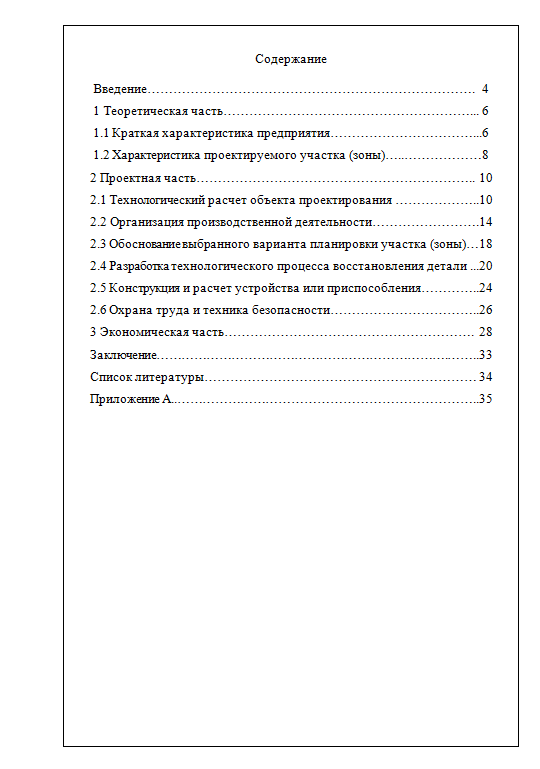 Содержание
Введение…………………………………………………………………… 4
1 Теоретическая часть…………………………………………………….. 6
1.1 Краткая характеристика предприятия……………………………...6
1.2 Характеристика проектируемого участка (зоны)…...………………8
2 Проектная часть………………………………………………………… 10
2.1 Технологический расчет объекта проектирования ………………..10
2.2 Организация производственной деятельности…………………….14
2.3 Обоснование выбранного варианта планировки участка (зоны)…18
2.4 Разработка технологического процесса восстановления детали ...20
2.5 Конструкция и расчет устройства или приспособления…………..24
2.6 Охрана труда и техника безопасности……………………………..26
3 Экономическая часть…………………………………………………… 28
Заключение…………………………………………………………………..33
Список литературы……………………………………………………… 34
Приложение А..……………………………………………………………..35